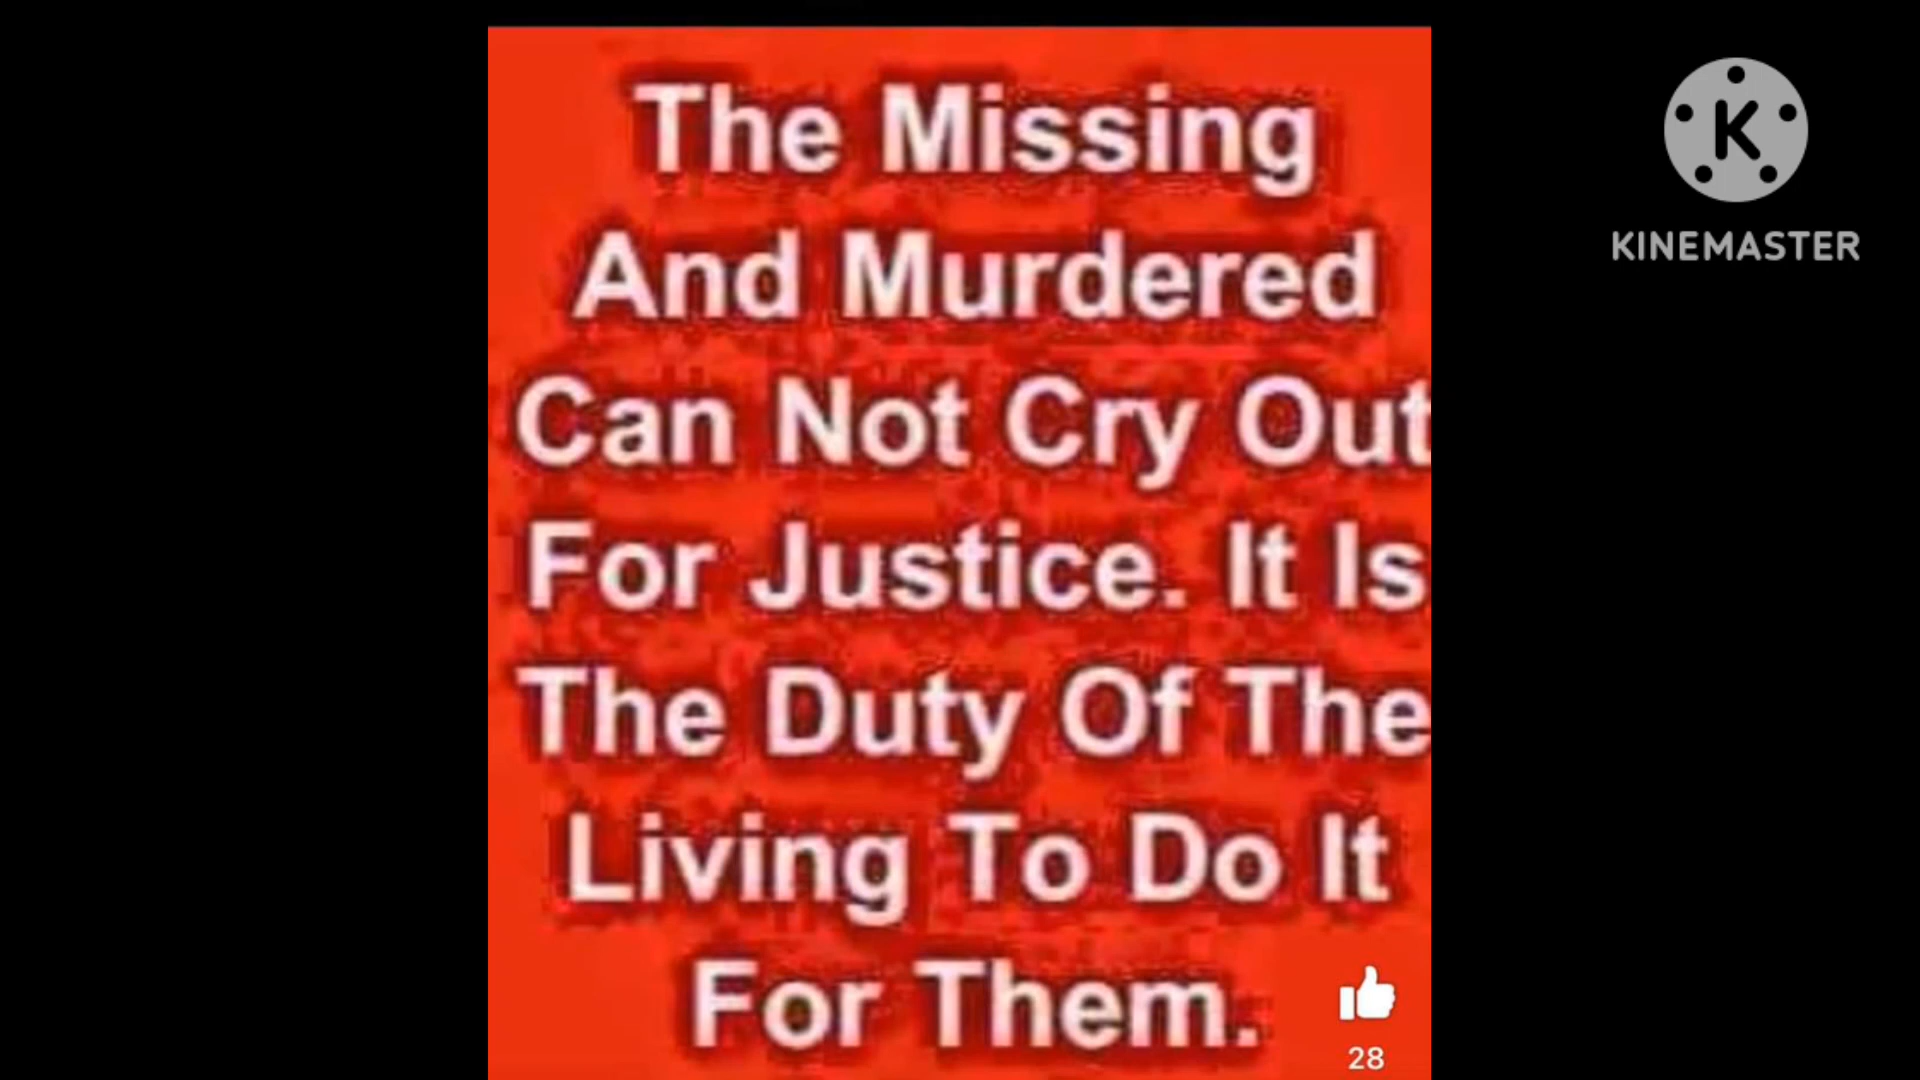 The Missing
And Murdered
Can Not Cry Out
For Justice. It Is
The Duty Of The
Living To Do It
For Them.
28
K
KINEMASTER